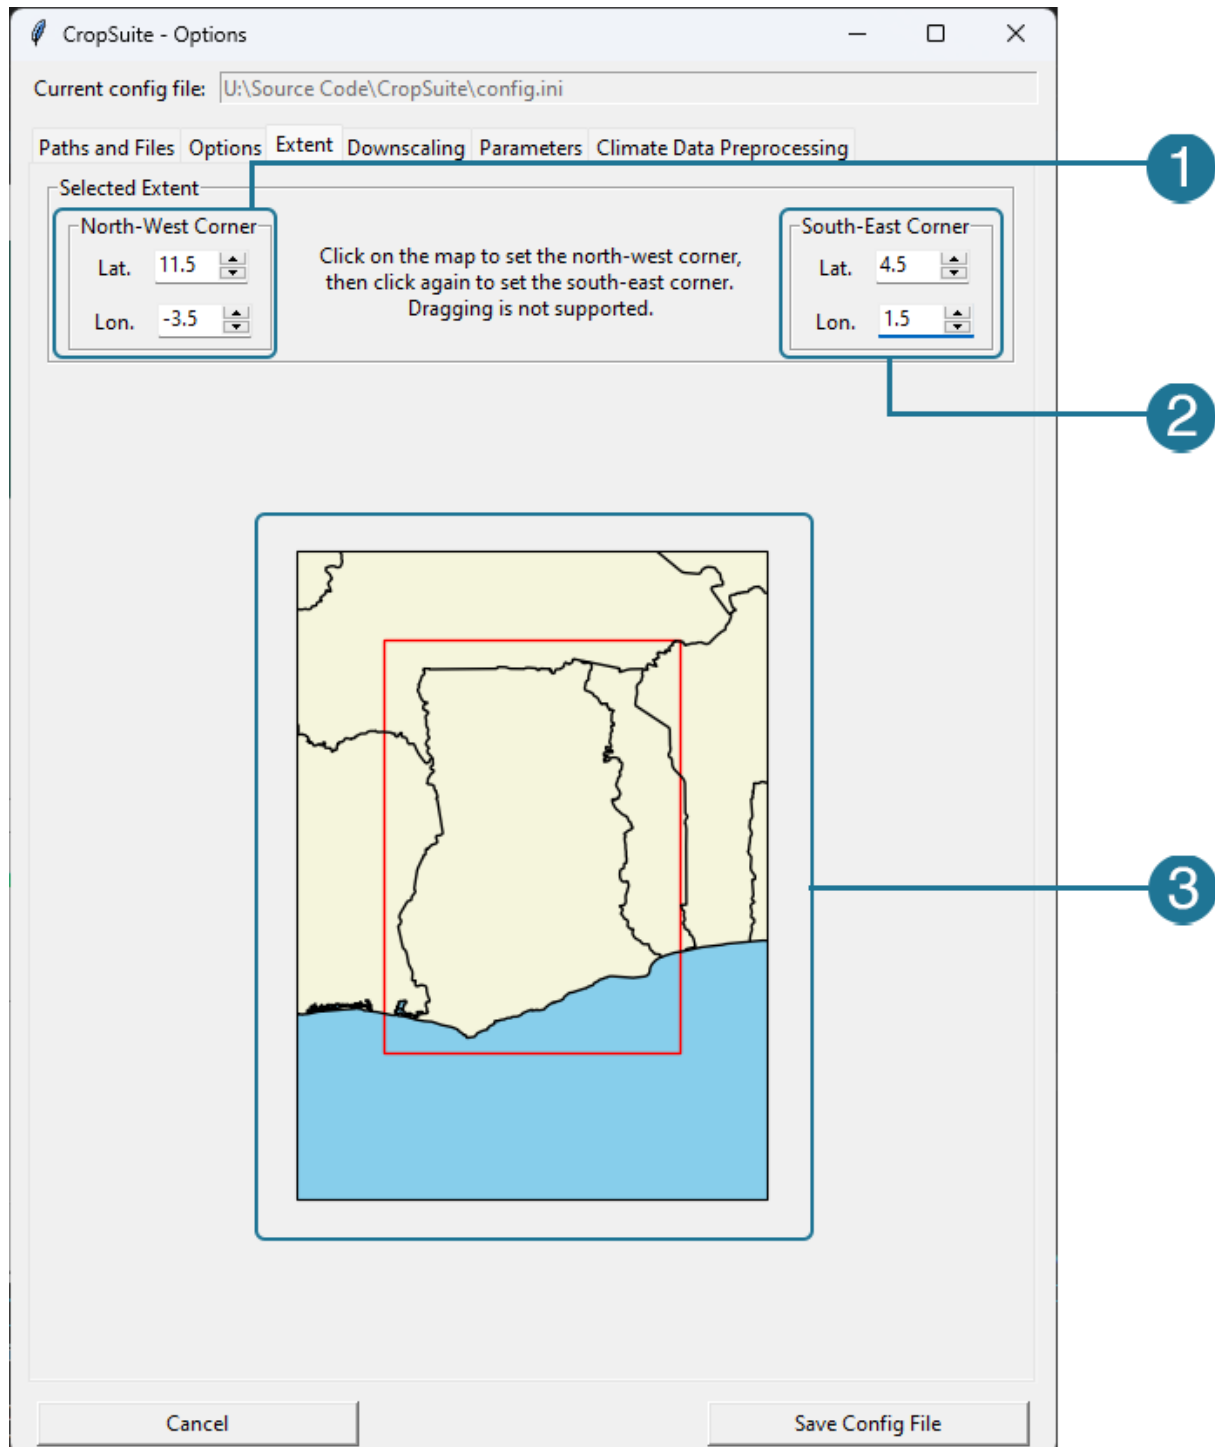 CropSuite - Options
Current config file: U:\Source Code\CropSuite\config.ini
Paths and Files Options Extent Downscaling Parameters Climate Data Preprocessing
1
Selected Extent
North-West Corner
Lat. 11.5
Lon. -3.5
Click on the map to set the north-west corner,
then click again to set the south-east corner.
Dragging is not supported.
South-East Corner
Lat. 4.5
Lon. 1.5
2
3
Cancel
Save Config File